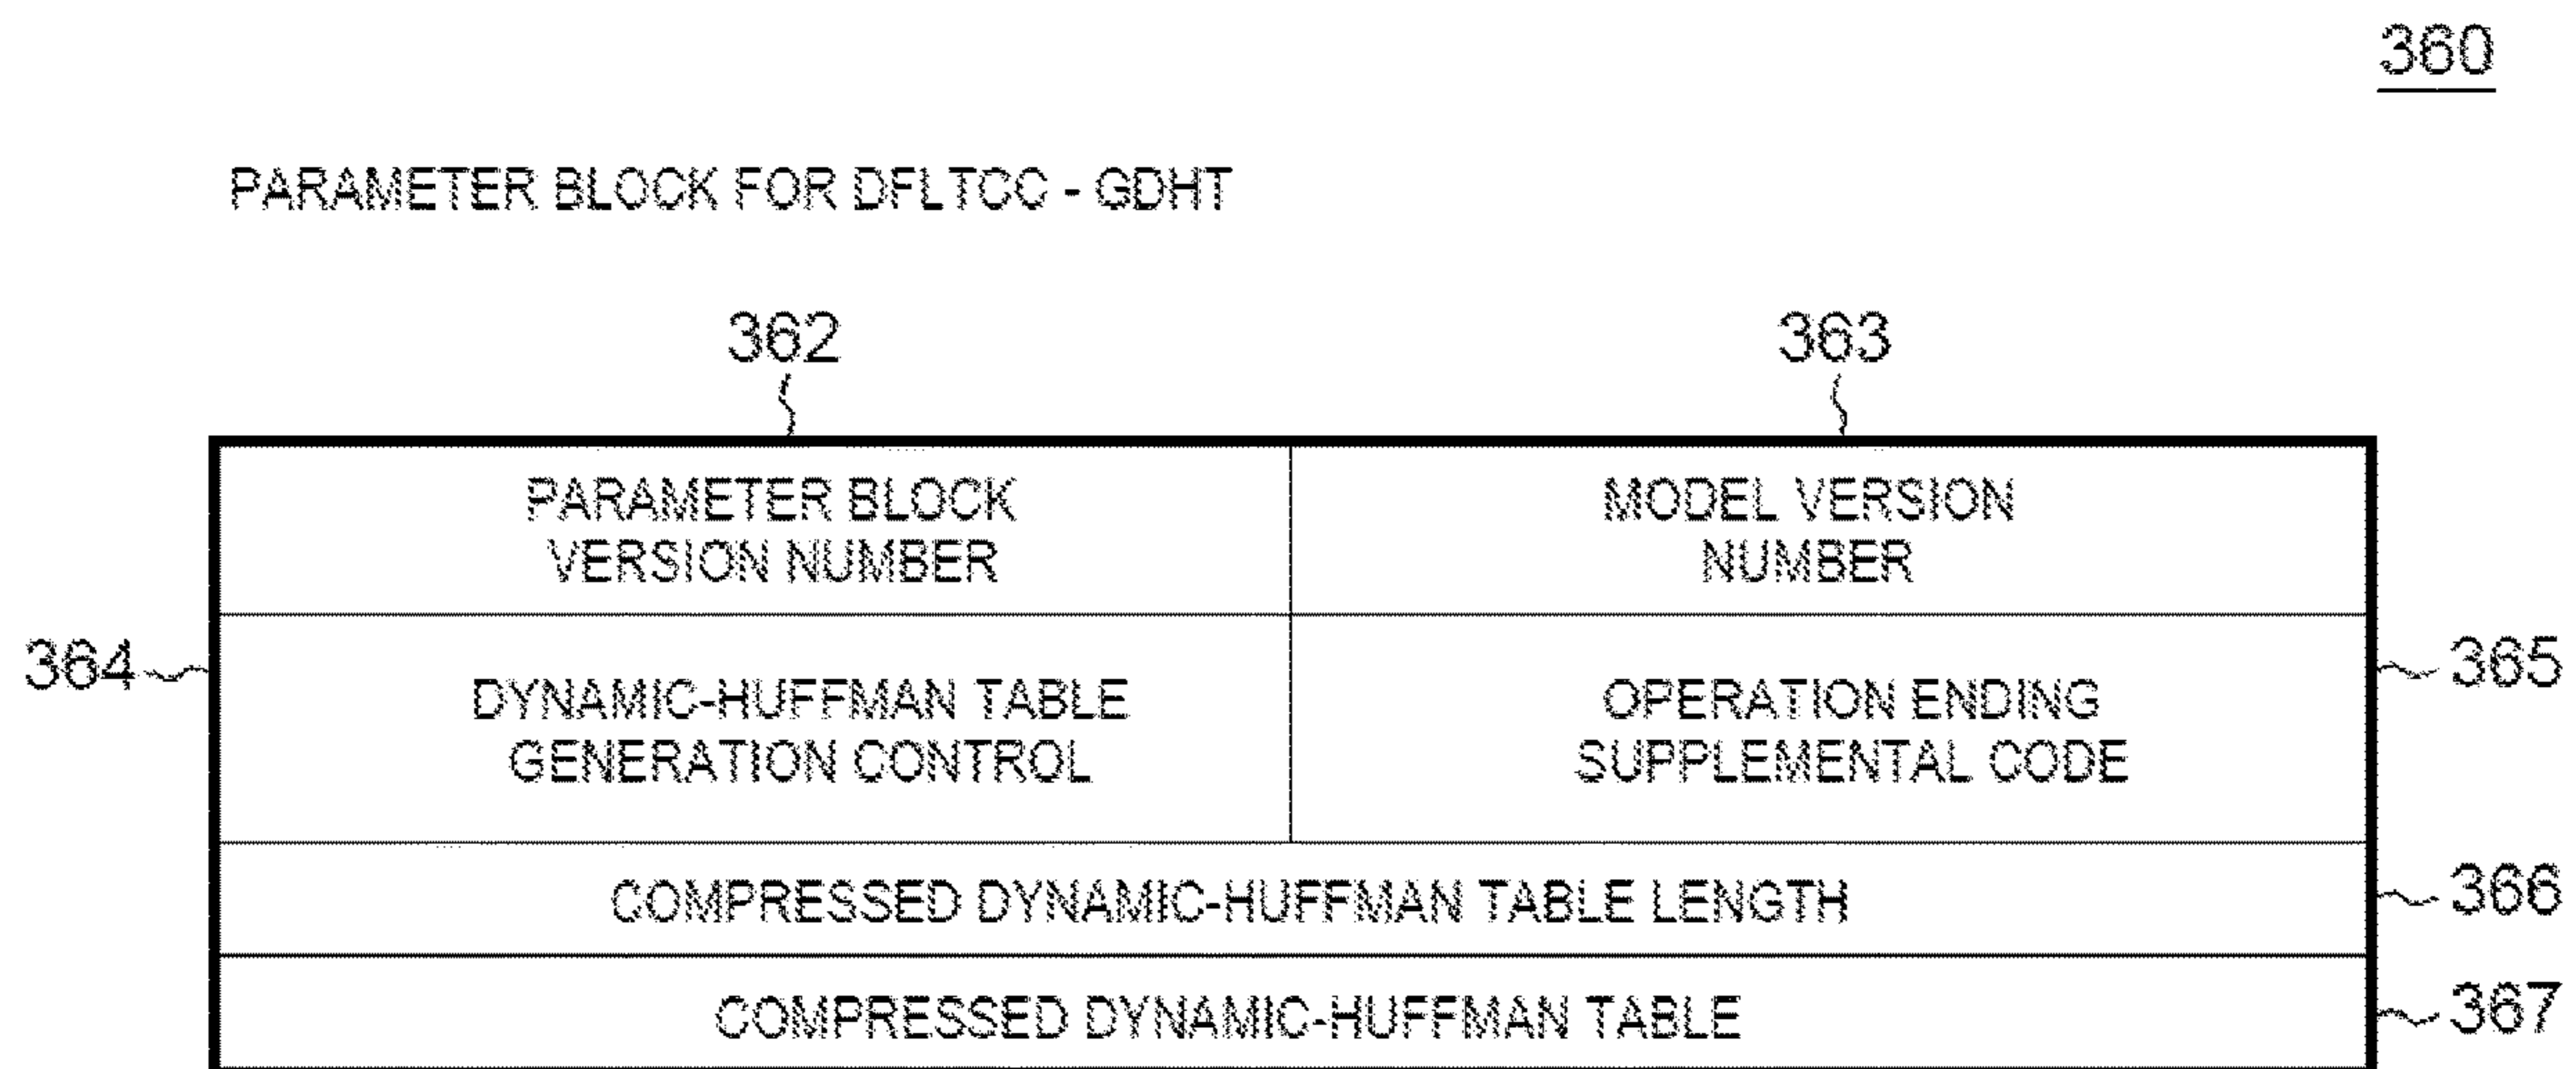 360
PARAMETER BLOCK FOR DFLTCC - GDHT
362
363
PARAMETER BLOCK
VERSION NUMBER
MODEL VERSION
NUMBER
364
DYNAMIC-HUFFMAN TABLE
GENERATION CONTROL
OPERATION ENDING
SUPPLEMENTAL CODE
365
COMPRESSED DYNAMIC-HUFFMAN TABLE LENGTH
366
COMPRESSED DYNAMIC-HUFFMAN TABLE
367